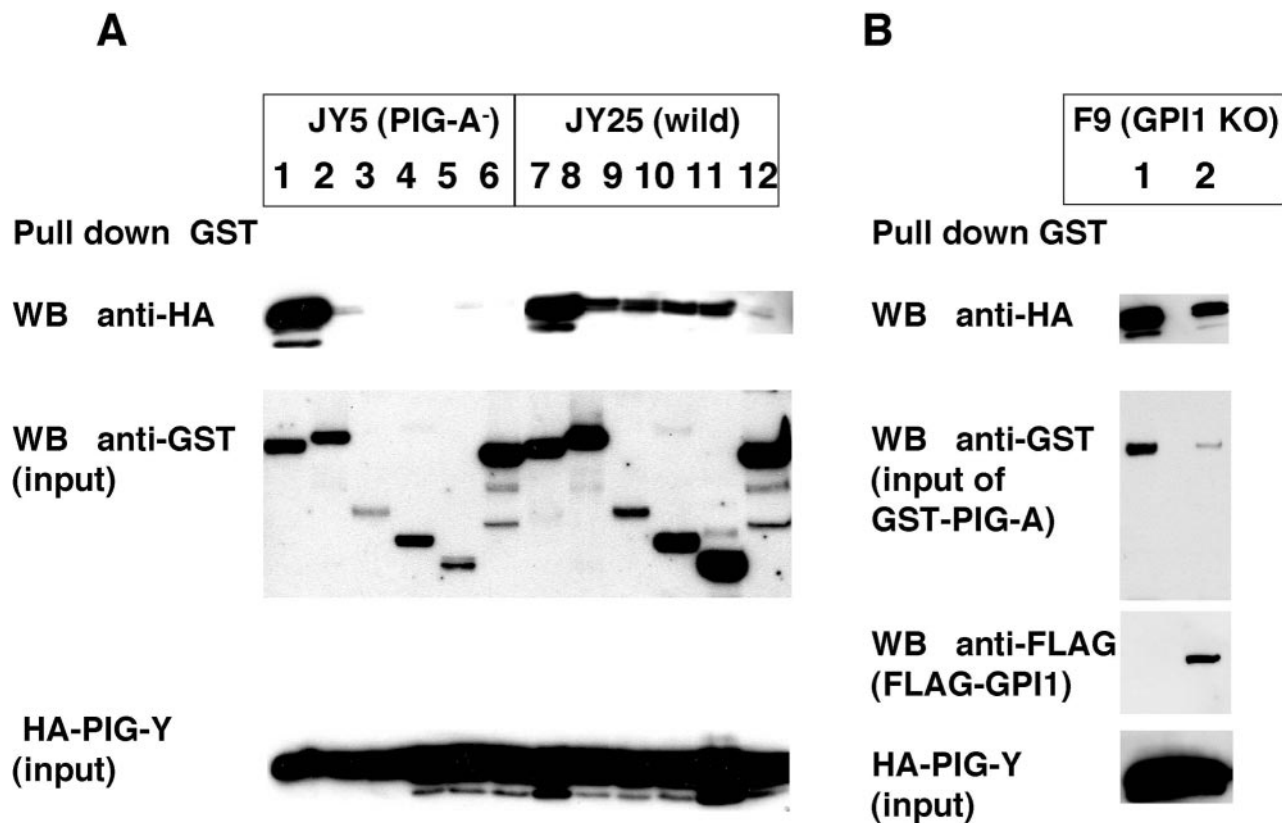 A
JY5 (PIG-A-) JY25 (wild)
1 2 3 4 5 6 7 8 9 10 11 12
Pull down GST
WB anti-HA
WB anti-GST
(input)
HA-PIG-Y
(input)
B
F9 (GPI1 KO)
1 2
Pull down GST
WB anti-HA
WB anti-GST
(input of
GST-PIG-A)
WB anti-FLAG
(FLAG-GPI1)
HA-PIG-Y
(input)